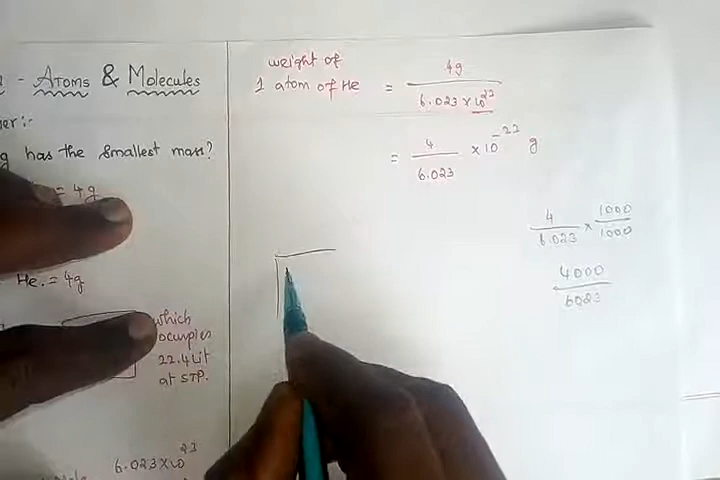 - Atoms & Molecules
has the Smallest mass?
= 4g
He. = 4g
which
occupies
22.4 Lit
at STP.
6.023 x 10^23
weight of
1 atom of He = 4g / 6.023 x 10^23
= 4 / 6.023 x 10^-23 g
4 / 6.023 x 1000 / 1000
4000 / 6023